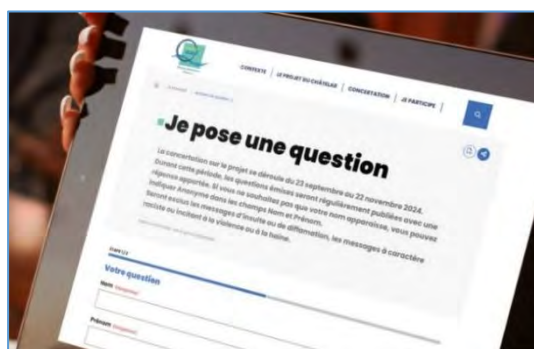 CONTEXTE | LE PROJET DU CHÂTELAR | CONCERTATION | JE PARTICIPE |
Je pose une question
La concertation sur le projet se déroule du 23 septembre au 22 novembre 2024.
Durant cette période, les questions émises seront régulièrement publiées avec une
réponse apportée. Si vous ne souhaitez pas que votre nom apparaisse, vous pouvez
indiquer Anonyme dans les champs Nom et Prénom.
Seront exclus les messages d'insulte ou de diffamation, les messages à caractère
raciste ou incitant à la violence ou à la haine.
Votre question
Nom
Prénom